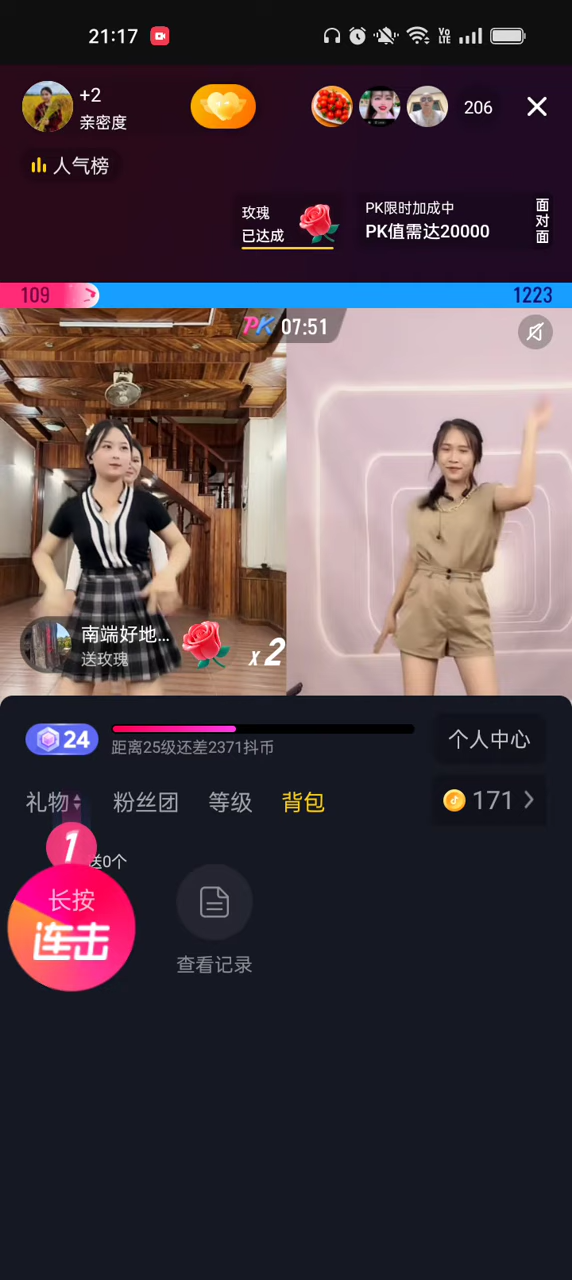 21:17
Vo
LTE
+2
亲密度
206
人气榜
玫瑰
已达成
PK限时加成中
PK值需达20000
面对面
109
1223
PK 07:51
南端好地...
送玫瑰
x2
24
距离25级还差2371抖币
个人中心
礼物
粉丝团
等级
背包
171
1
送0个
长按
连击
查看记录